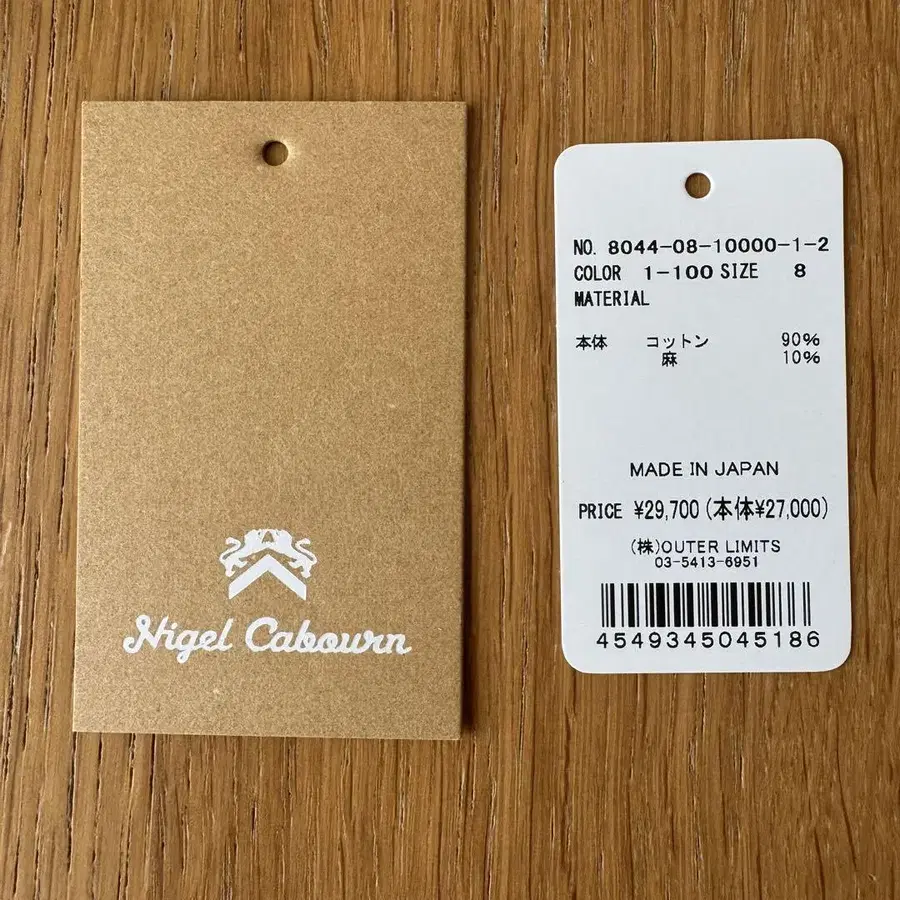 Nigel Cabourn
NO. 8044-08-10000-1-2
COLOR 1-100 SIZE 8
MATERIAL
本体 コットン 90%
麻 10%
MADE IN JAPAN
PRICE ¥29,700 (本体¥27,000)
(株)OUTER LIMITS
03-5413-6951
4549345045186